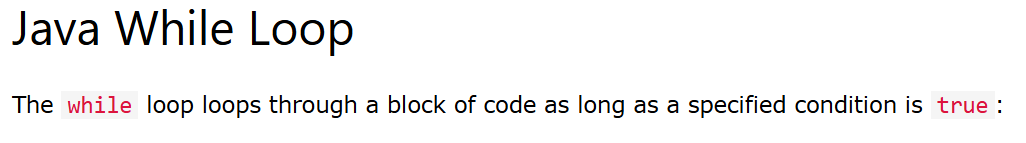 Java While Loop
The while loop loops through a block of code as long as a specified condition is true: